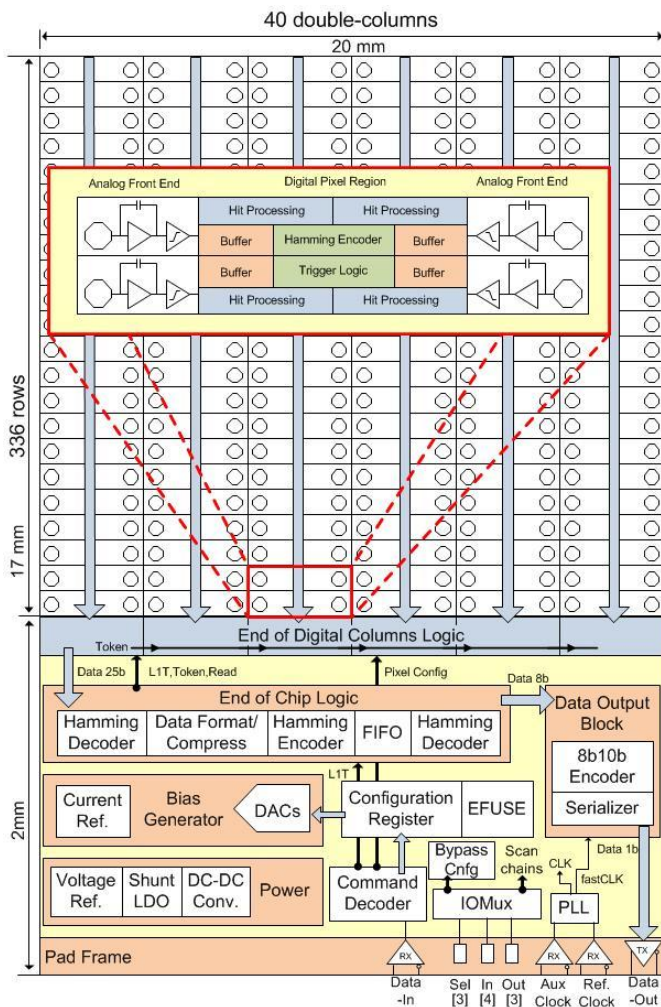 40 double-columns
20 mm
336 rows
17 mm
Analog Front End
Digital Pixel Region
Analog Front End
Hit Processing
Hit Processing
Buffer
Hamming Encoder
Buffer
Buffer
Trigger Logic
Buffer
Hit Processing
Hit Processing
2mm
End of Digital Columns Logic
Token
Data 25b
L1T,Token,Read
Pixel Config
Data 8b
End of Chip Logic
Hamming
Decoder
Data Format/
Compress
Hamming
Encoder
FIFO
Hamming
Decoder
Data Output
Block
8b10b
Encoder
Serializer
L1T
Current
Ref.
Bias
Generator
DACs
Configuration
Register
EFUSE
Data 1b
Voltage
Ref.
Shunt
LDO
DC-DC
Conv.
Power
Command
Decoder
Bypass
Cnfg
Scan
chains
IOMux
CLK
fastCLK
PLL
Pad Frame
RX
RX
RX
TX
Data
-In
Sel
[3]
In
[4]
Out
[3]
Aux
Clock
Ref.
Clock
Data
-Out